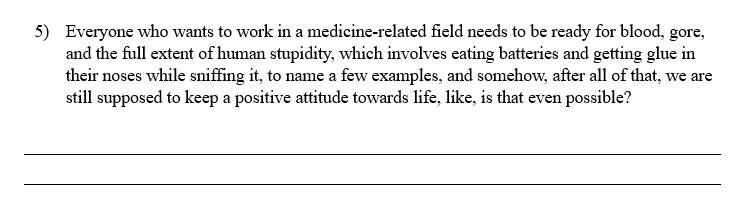 5) Everyone who wants to work in a medicine-related field needs to be ready for blood, gore,
and the full extent of human stupidity, which involves eating batteries and getting glue in
their noses while sniffing it, to name a few examples, and somehow, after all of that, we are
still supposed to keep a positive attitude towards life, like, is that even possible?